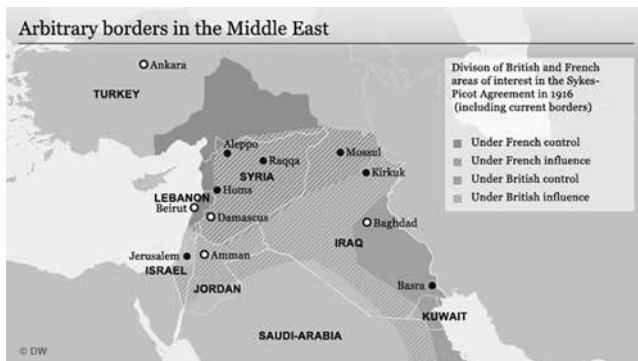 Arbitrary borders in the Middle East
Ankara
TURKEY
Divison of British and French
areas of interest in the Sykes-
Picot Agreement in 1916
(including current borders)
Under French control
Under French influence
Under British control
Under British influence
Aleppo
Raqqa
Mossul
SYRIA
Kirkuk
Homs
LEBANON
Beirut
Damascus
Baghdad
IRAQ
Jerusalem
Amman
ISRAEL
JORDAN
Basra
KUWAIT
SAUDI-ARABIA
© DW